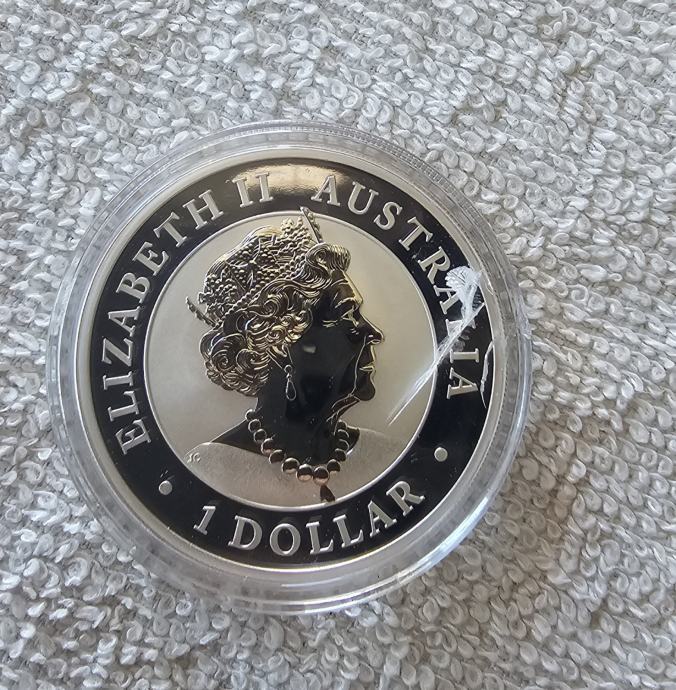 ELIZABETH II AUSTRALIA
1 DOLLAR
JC